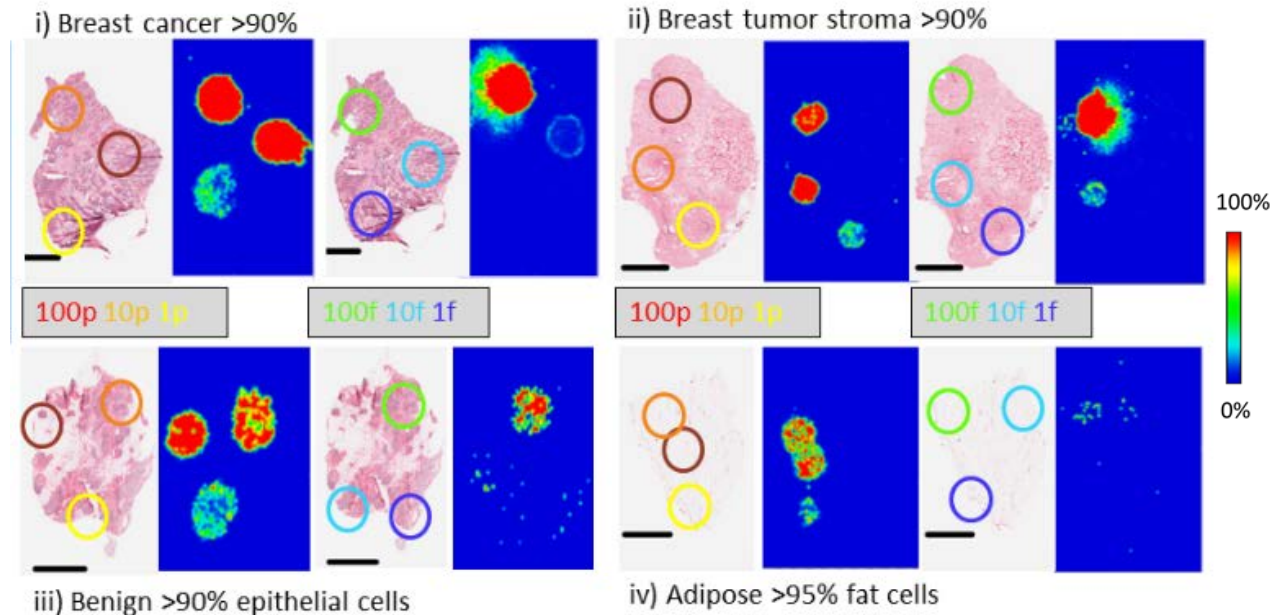 i) Breast cancer >90%
ii) Breast tumor stroma >90%
100%
0%
100p 10p 1p
100f 10f 1f
100p 10p 1p
100f 10f 1f
iii) Benign >90% epithelial cells
iv) Adipose >95% fat cells